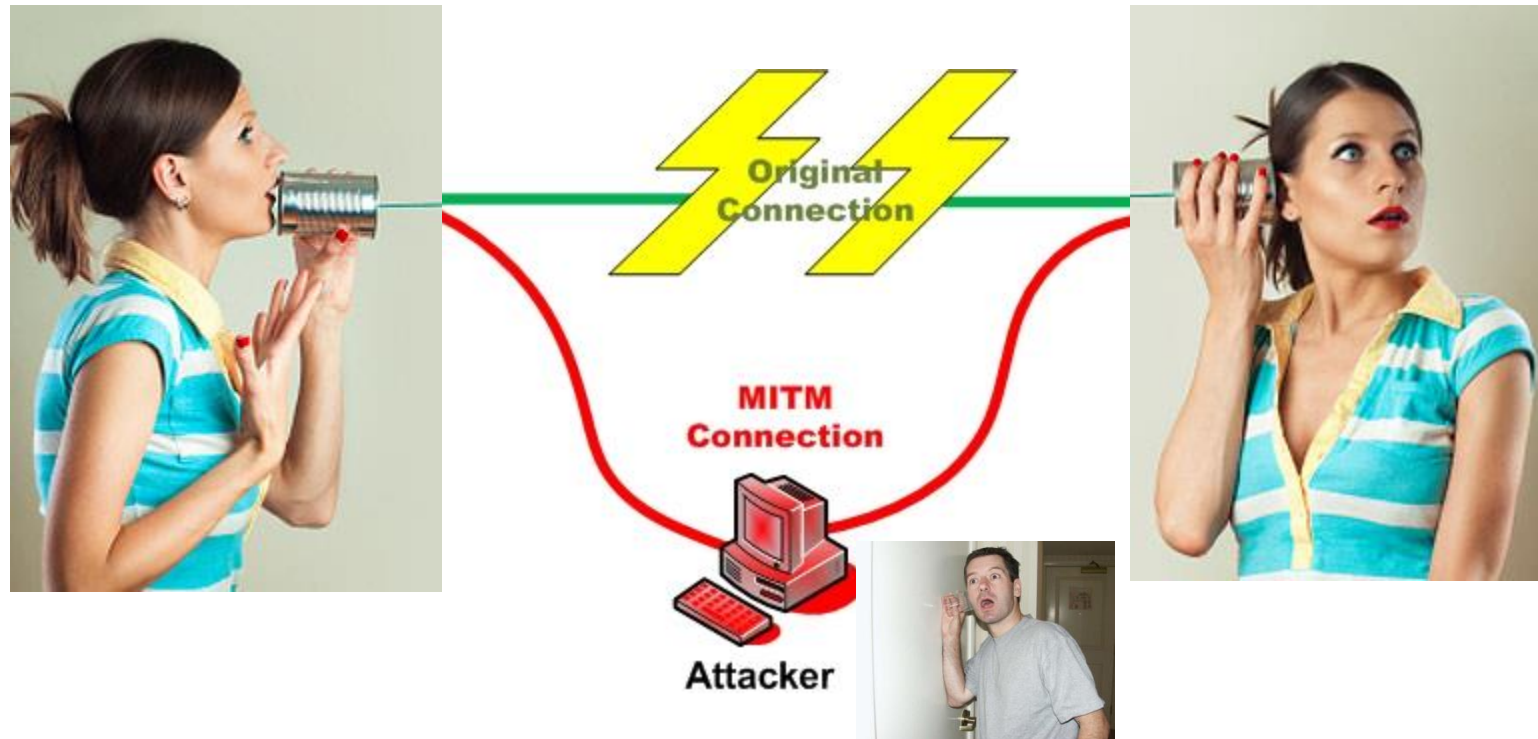 Original
Connection
MITM
Connection
Attacker